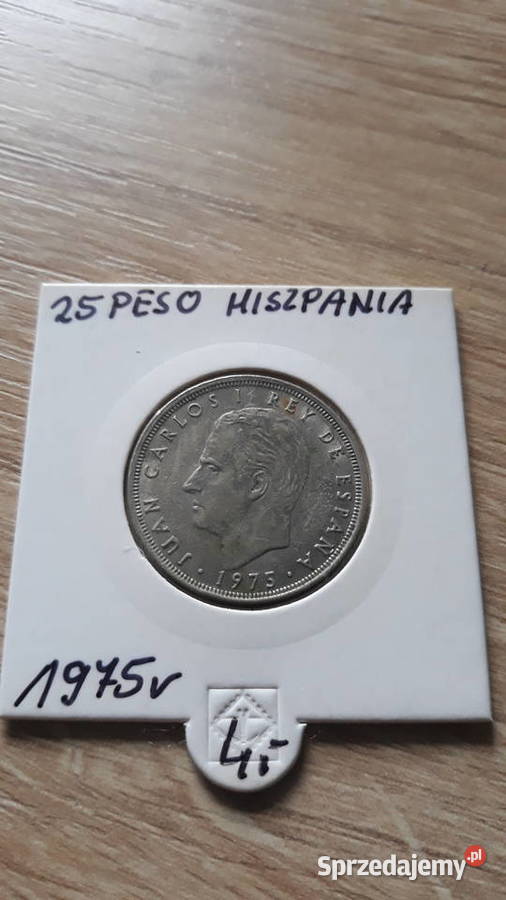 25 PESO HISZPANIA
JUAN CARLOS I REY DE ESPAÑA
· 1975 ·
1975r
4,-
Sprzedajemy.pl